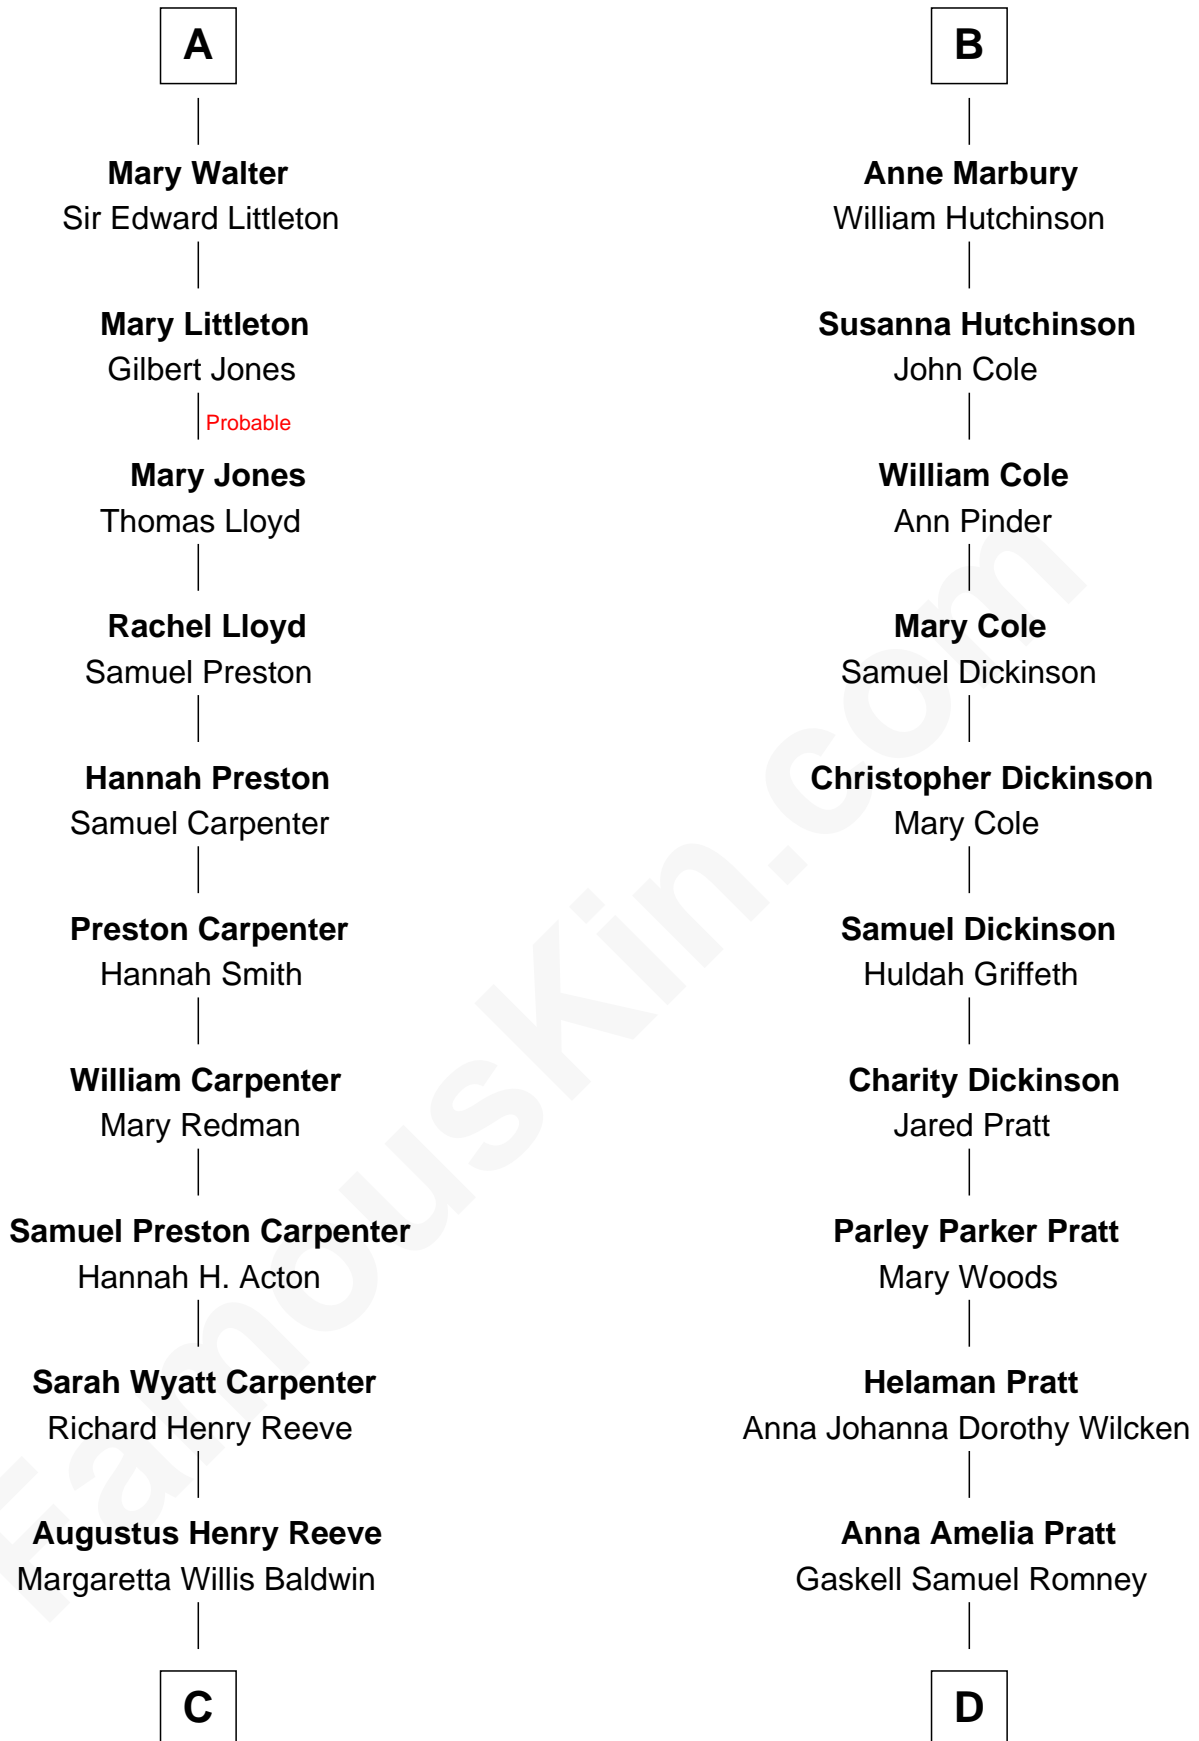 A
Mary Walter
Sir Edward Littleton
Mary Littleton
Gilbert Jones
Probable
Mary Jones
Thomas Lloyd
Rachel Lloyd
Samuel Preston
Hannah Preston
Samuel Carpenter
Preston Carpenter
Hannah Smith
William Carpenter
Mary Redman
Samuel Preston Carpenter
Hannah H. Acton
Sarah Wyatt Carpenter
Richard Henry Reeve
Augustus Henry Reeve
Margaretta Willis Baldwin
C
B
Anne Marbury
William Hutchinson
Susanna Hutchinson
John Cole
William Cole
Ann Pinder
Mary Cole
Samuel Dickinson
Christopher Dickinson
Mary Cole
Samuel Dickinson
Huldah Griffeth
Charity Dickinson
Jared Pratt
Parley Parker Pratt
Mary Woods
Helaman Pratt
Anna Johanna Dorothy Wilcken
Anna Amelia Pratt
Gaskell Samuel Romney
D
FamousKin.com